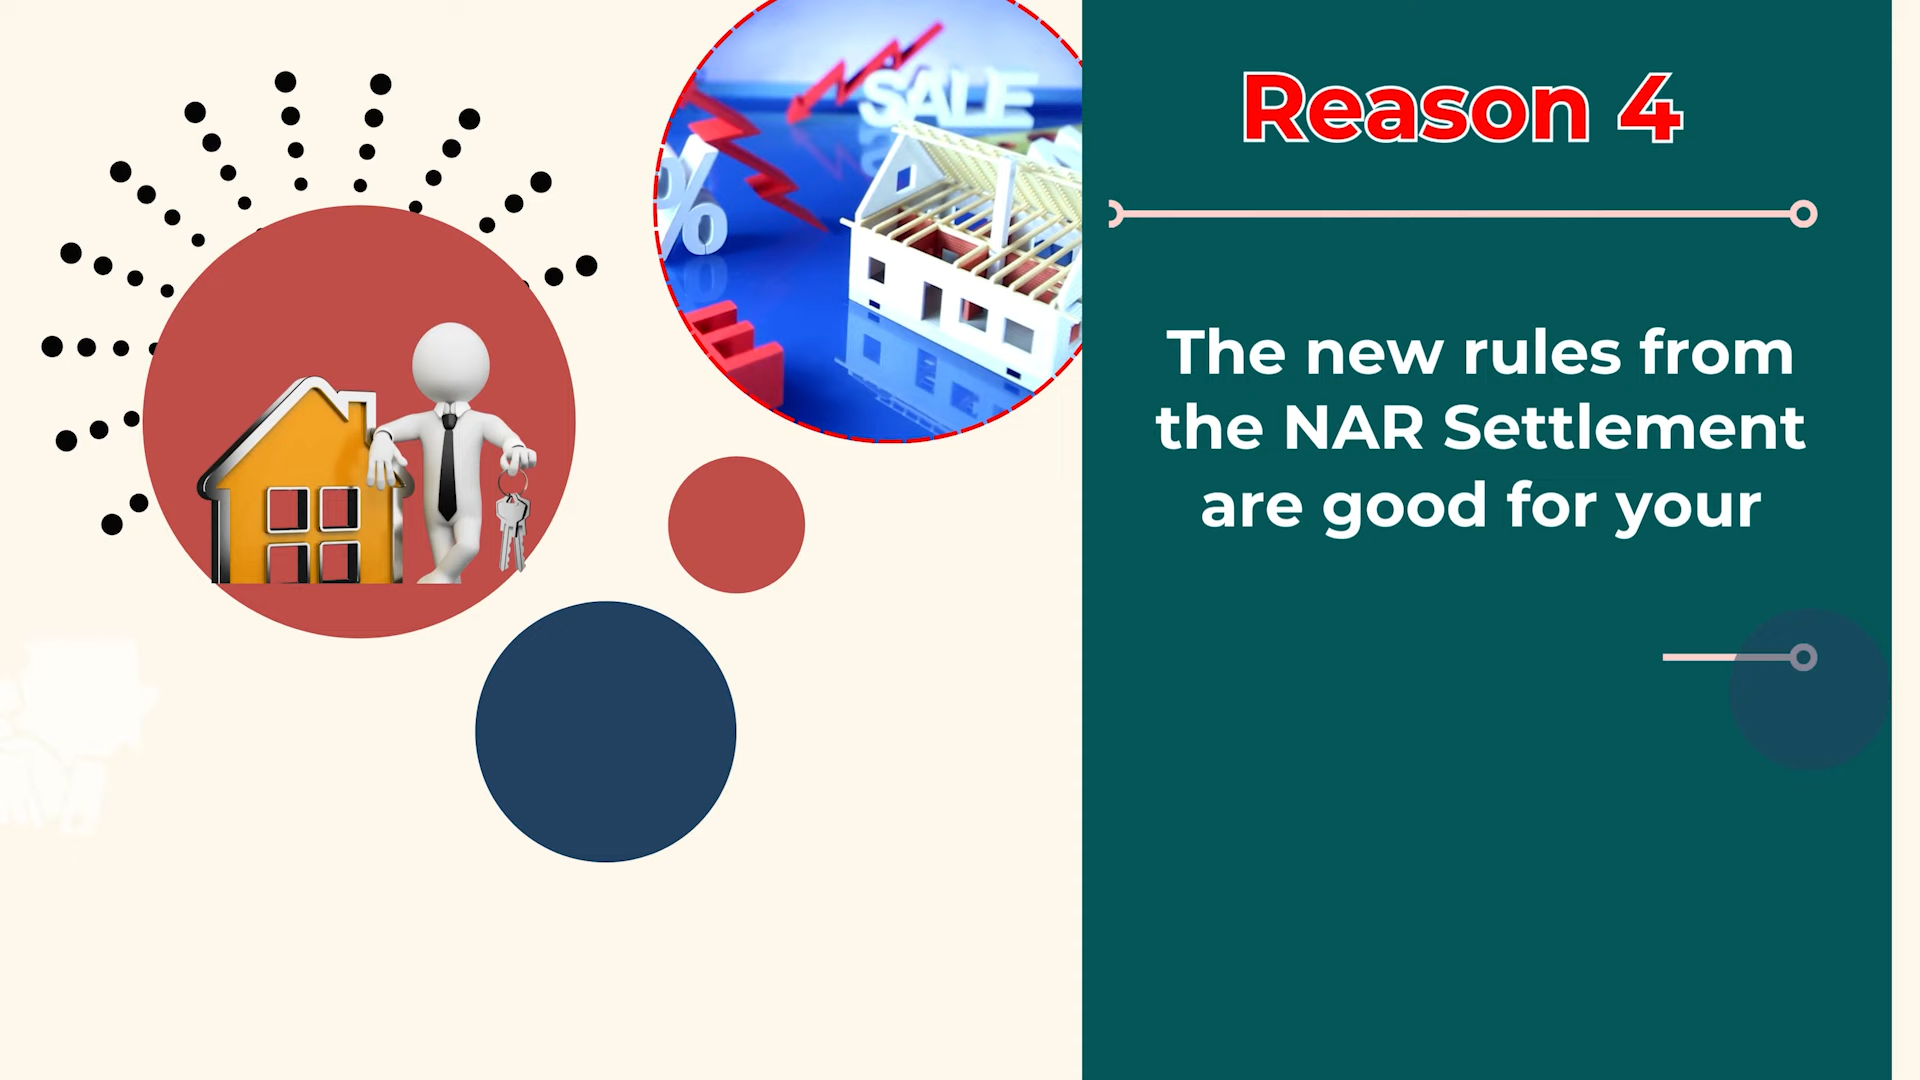 SALE
%
Reason 4
The new rules from
the NAR Settlement
are good for your